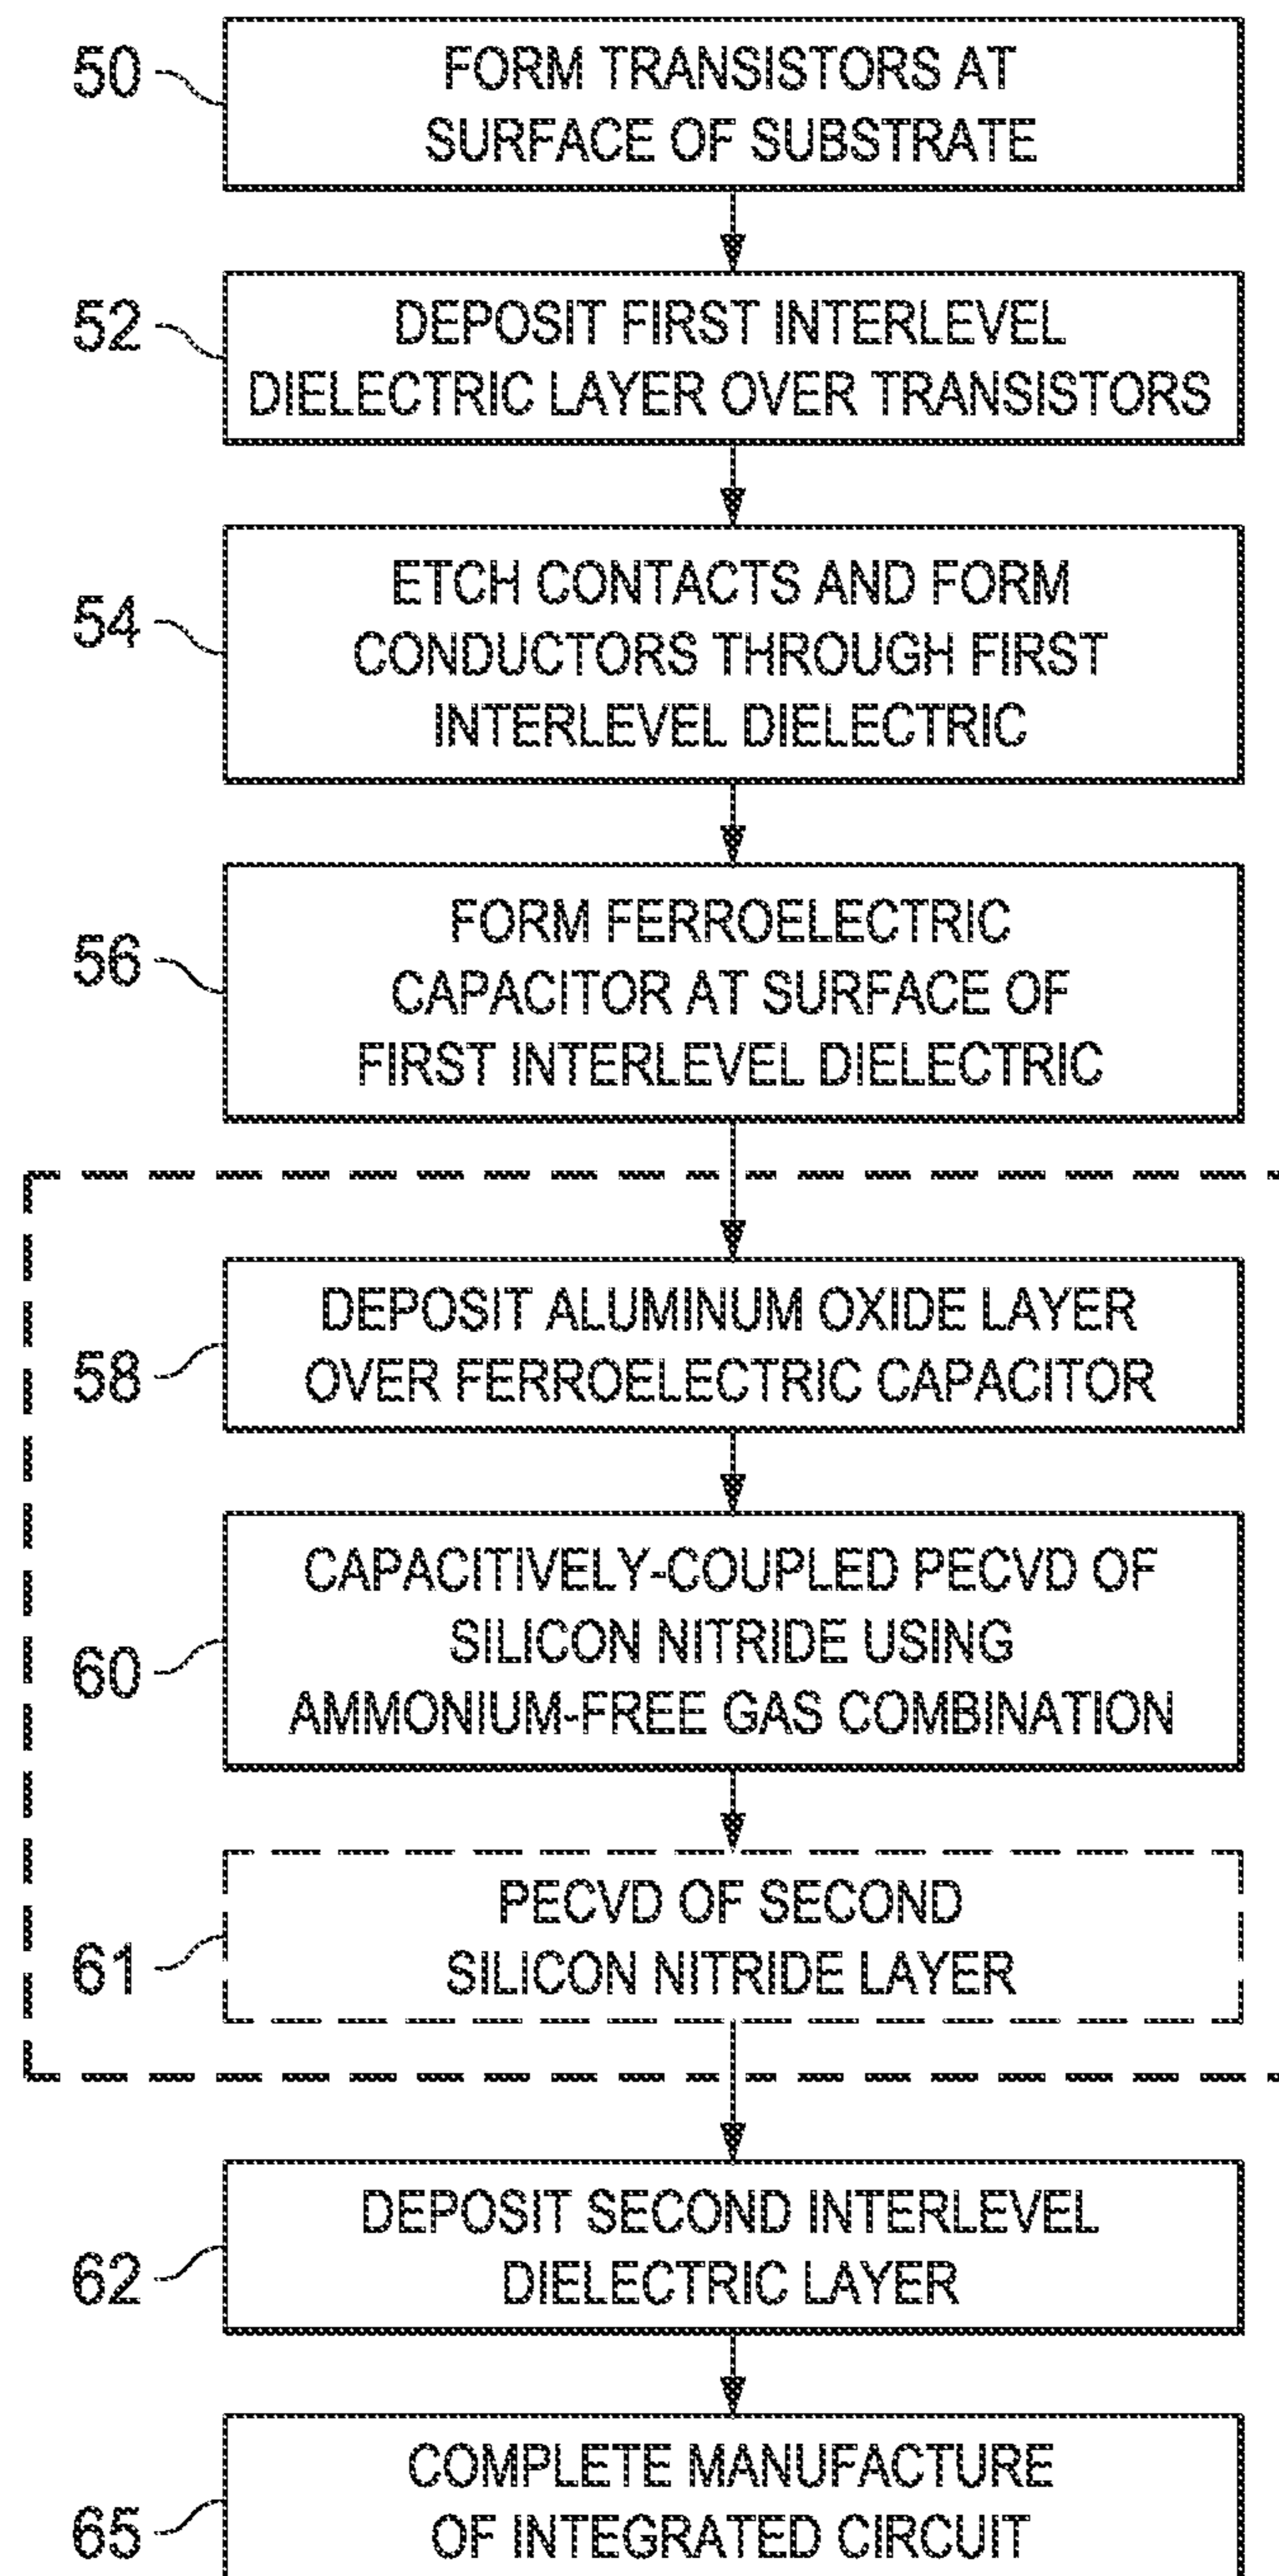 50
FORM TRANSISTORS AT
SURFACE OF SUBSTRATE
52
DEPOSIT FIRST INTERLEVEL
DIELECTRIC LAYER OVER TRANSISTORS
54
ETCH CONTACTS AND FORM
CONDUCTORS THROUGH FIRST
INTERLEVEL DIELECTRIC
56
FORM FERROELECTRIC
CAPACITOR AT SURFACE OF
FIRST INTERLEVEL DIELECTRIC
58
DEPOSIT ALUMINUM OXIDE LAYER
OVER FERROELECTRIC CAPACITOR
60
CAPACITIVELY-COUPLED PECVD OF
SILICON NITRIDE USING
AMMONIUM-FREE GAS COMBINATION
61
PECVD OF SECOND
SILICON NITRIDE LAYER
62
DEPOSIT SECOND INTERLEVEL
DIELECTRIC LAYER
65
COMPLETE MANUFACTURE
OF INTEGRATED CIRCUIT